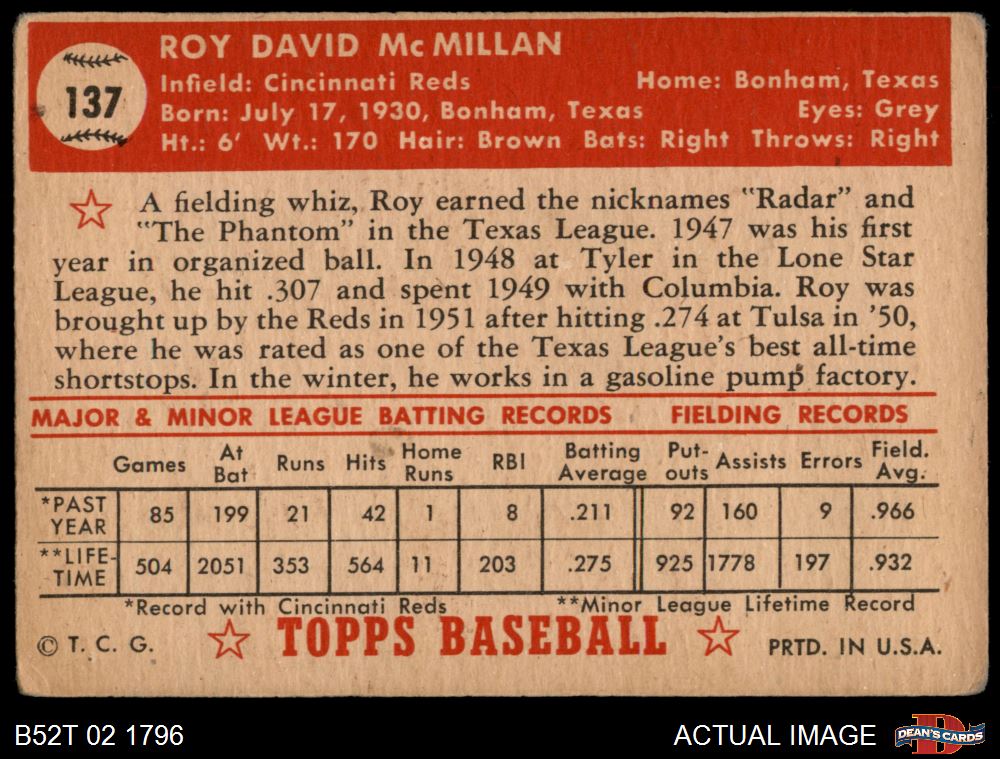 137
ROY DAVID McMILLAN
Infield: Cincinnati Reds Home: Bonham, Texas
Born: July 17, 1930, Bonham, Texas Eyes: Grey
Ht.: 6' Wt.: 170 Hair: Brown Bats: Right Throws: Right
A fielding whiz, Roy earned the nicknames "Radar" and
"The Phantom" in the Texas League. 1947 was his first
year in organized ball. In 1948 at Tyler in the Lone Star
League, he hit .307 and spent 1949 with Columbia. Roy was
brought up by the Reds in 1951 after hitting .274 at Tulsa in '50,
where he was rated as one of the Texas League's best all-time
shortstops. In the winter, he works in a gasoline pump factory.
MAJOR & MINOR LEAGUE BATTING RECORDS FIELDING RECORDS
Games At Bat Runs Hits Home Runs RBI Batting Average Put-outs Assists Errors Field. Avg.
*PAST YEAR 85 199 21 42 1 8 .211 92 160 9 .966
**LIFE-TIME 504 2051 353 564 11 203 .275 925 1778 197 .932
*Record with Cincinnati Reds **Minor League Lifetime Record
© T. C. G. TOPPS BASEBALL PRTD. IN U.S.A.
B52T 02 1796 ACTUAL IMAGE D DEAN'S CARDS